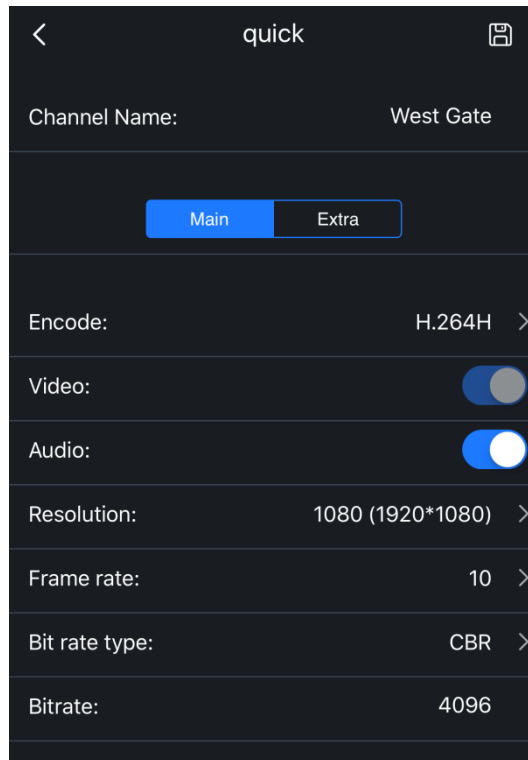 quick
Channel Name: West Gate
Main Extra
Encode: H.264H
Video:
Audio:
Resolution: 1080 (1920*1080)
Frame rate: 10
Bit rate type: CBR
Bitrate: 4096